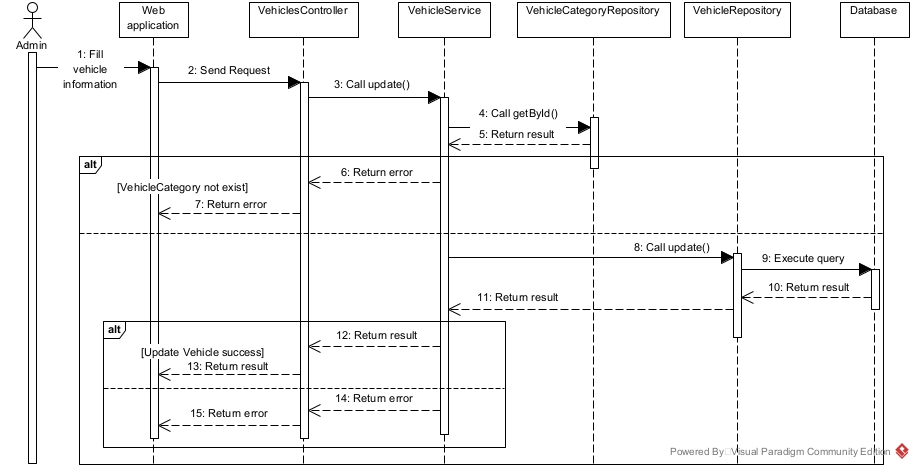 Admin
Web
application
VehiclesController
VehicleService
VehicleCategoryRepository
VehicleRepository
Database
1: Fill
vehicle
information
2: Send Request
3: Call update()
4: Call getById()
5: Return result
alt
6: Return error
[VehicleCategory not exist]
7: Return error
8: Call update()
9: Execute query
10: Return result
11: Return result
alt
12: Return result
[Update Vehicle success]
13: Return result
14: Return error
15: Return error
Powered By Visual Paradigm Community Edition